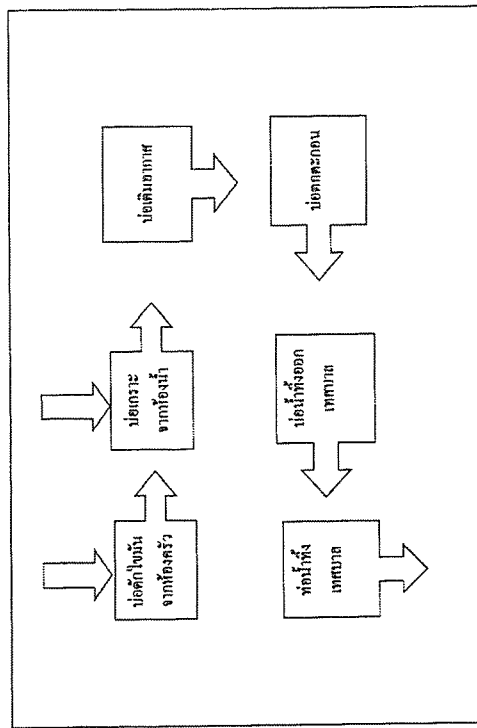 บ่อดักไขมัน
จากห้องครัว
บ่อเกรอะ
จากห้องน้ำ
บ่อเติมอากาศ
บ่อตกตะกอน
บ่อน้ำทิ้งออก
เทศบาล
ท่อน้ำทิ้ง
เทศบาล